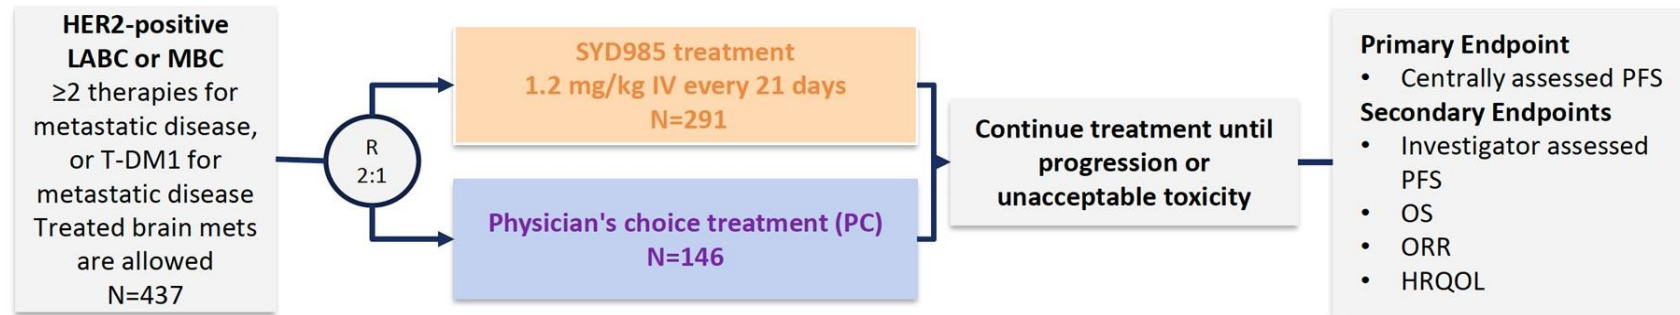 HER2-positive
LABC or MBC
≥2 therapies for
metastatic disease,
or T-DM1 for
metastatic disease
Treated brain mets
are allowed
N=437
R
2:1
SYD985 treatment
1.2 mg/kg IV every 21 days
N=291
Physician's choice treatment (PC)
N=146
Continue treatment until
progression or
unacceptable toxicity
Primary Endpoint
• Centrally assessed PFS
Secondary Endpoints
• Investigator assessed
PFS
• OS
• ORR
• HRQOL